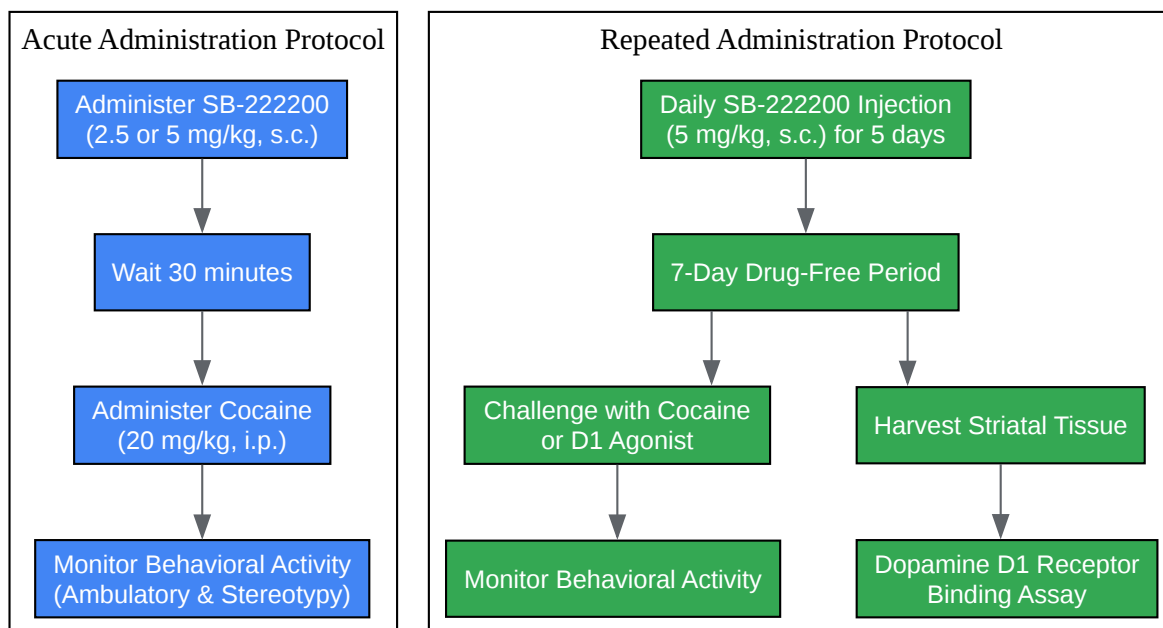 Acute Administration Protocol
Administer SB-222200
(2.5 or 5 mg/kg, s.c.)
Wait 30 minutes
Administer Cocaine
(20 mg/kg, i.p.)
Monitor Behavioral Activity
(Ambulatory & Stereotypy)
Repeated Administration Protocol
Daily SB-222200 Injection
(5 mg/kg, s.c.) for 5 days
7-Day Drug-Free Period
Challenge with Cocaine
or D1 Agonist
Monitor Behavioral Activity
Harvest Striatal Tissue
Dopamine D1 Receptor
Binding Assay